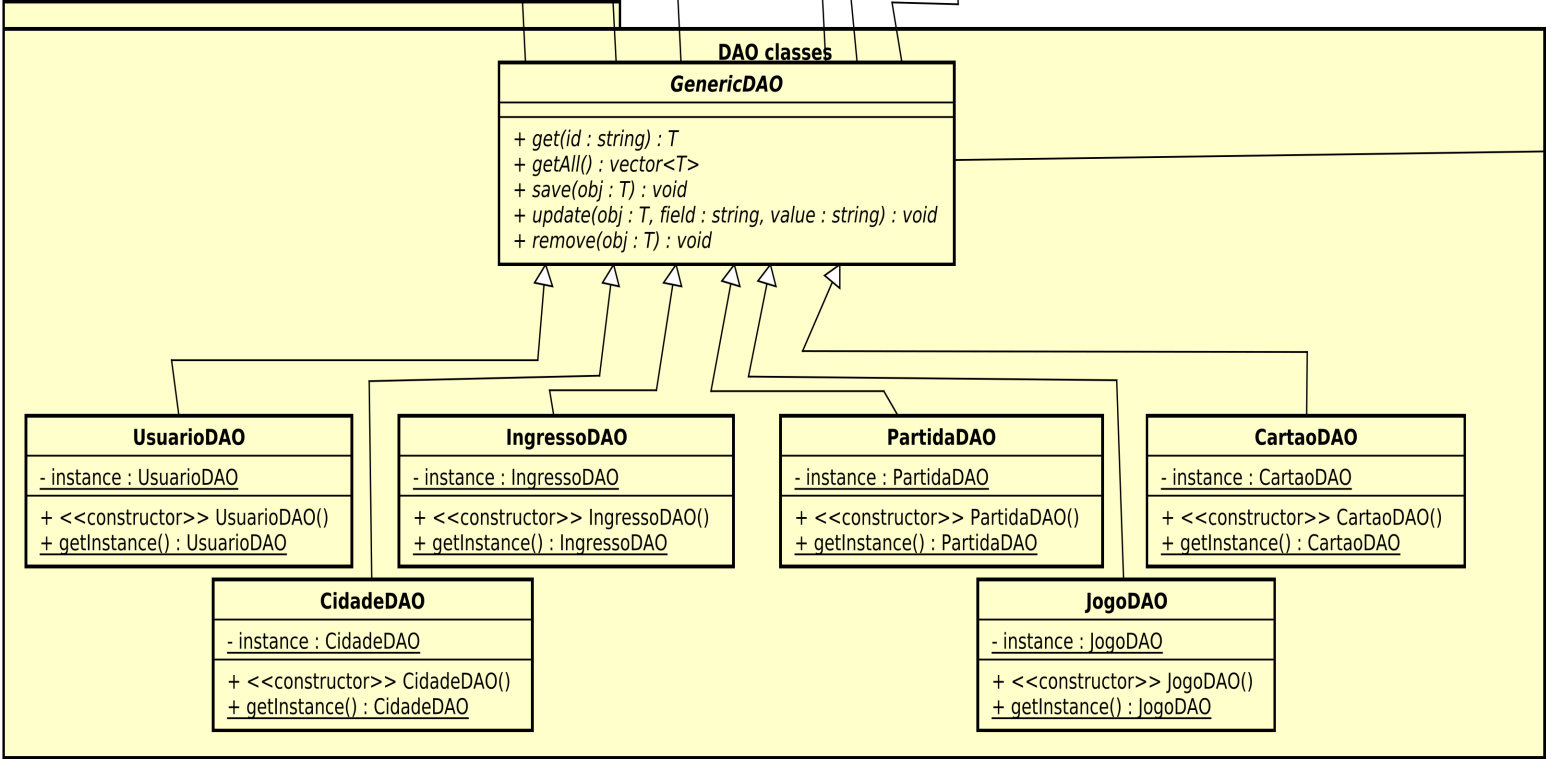 DAO classes
GenericDAO
+ get(id : string) : T
+ getAll() : vector<T>
+ save(obj : T) : void
+ update(obj : T, field : string, value : string) : void
+ remove(obj : T) : void
UsuarioDAO
- instance : UsuarioDAO
+ <<constructor>> UsuarioDAO()
+ getInstance() : UsuarioDAO
IngressoDAO
- instance : IngressoDAO
+ <<constructor>> IngressoDAO()
+ getInstance() : IngressoDAO
PartidaDAO
- instance : PartidaDAO
+ <<constructor>> PartidaDAO()
+ getInstance() : PartidaDAO
CartaoDAO
- instance : CartaoDAO
+ <<constructor>> CartaoDAO()
+ getInstance() : CartaoDAO
CidadeDAO
- instance : CidadeDAO
+ <<constructor>> CidadeDAO()
+ getInstance() : CidadeDAO
JogoDAO
- instance : JogoDAO
+ <<constructor>> JogoDAO()
+ getInstance() : JogoDAO